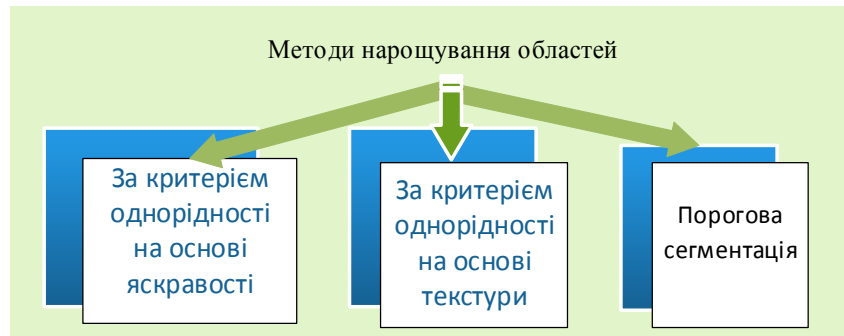 Методи нарощування областей
За критерієм
однорідності
на основі
яскравості
За критерієм
однорідності
на основі
текстури
Порогова
сегментація